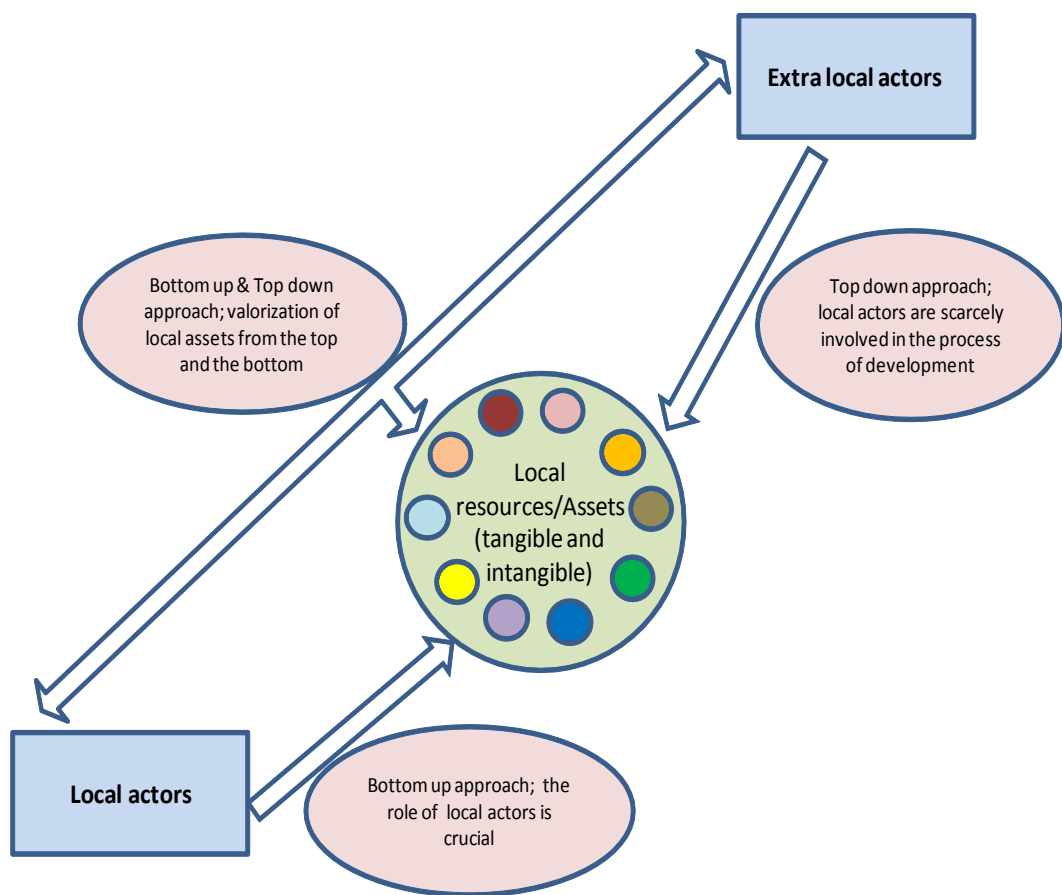 Extra local actors
Bottom up & Top down
approach; valorization of
local assets from the top
and the bottom
Top down approach;
local actors are scarcely
involved in the process
of development
Local
resources/Assets
(tangible and
intangible)
Local actors
Bottom up approach;  the
role of  local actors is
crucial